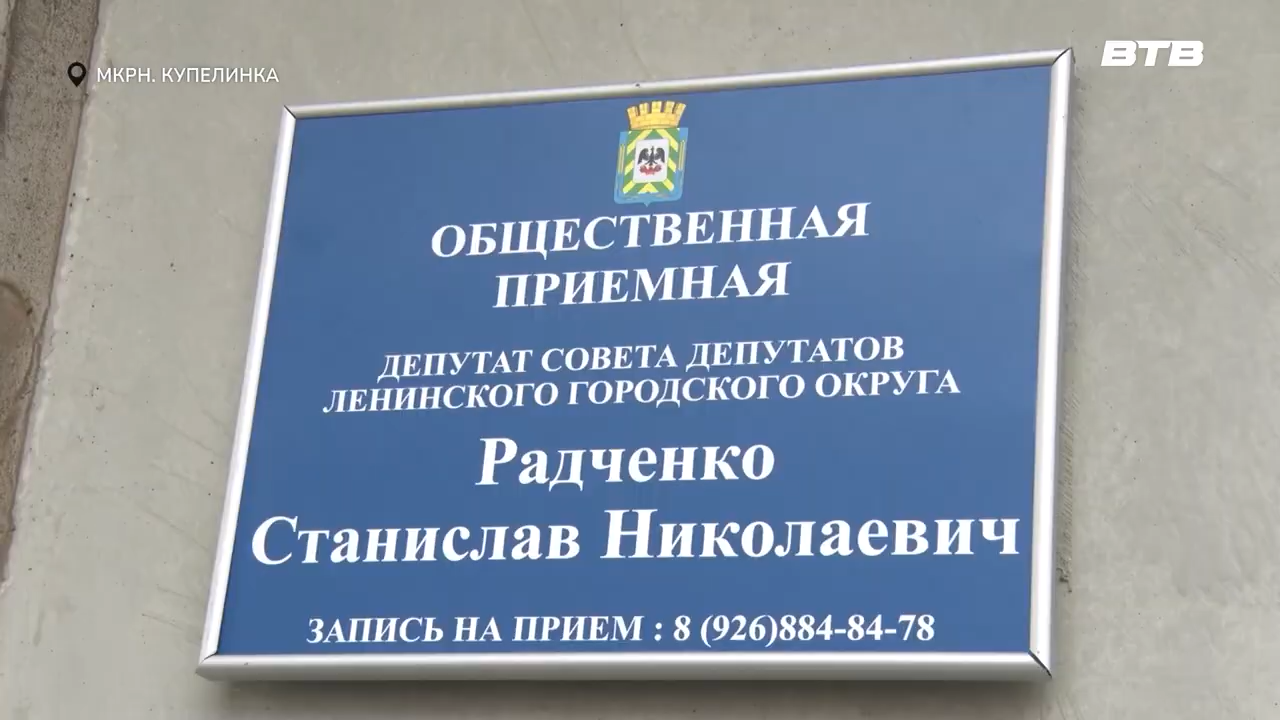 МКРН. КУПЕЛИНКА
ВТВ
ОБЩЕСТВЕННАЯ
ПРИЕМНАЯ
ДЕПУТАТ СОВЕТА ДЕПУТАТОВ
ЛЕНИНСКОГО ГОРОДСКОГО ОКРУГА
Радченко
Станислав Николаевич
ЗАПИСЬ НА ПРИЕМ : 8 (926)884-84-78